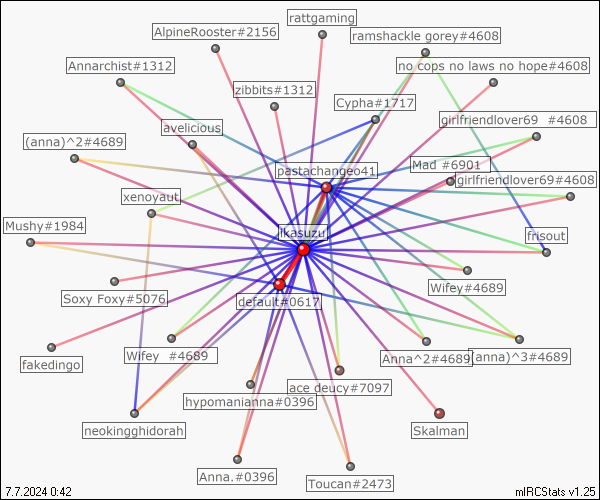 rattgaming
AlpineRooster#2156
ramshackle gorey#4608
Annarchist#1312
no cops no laws no hope#4608
zibbits#1312
Cypha#1717
girlfriendlover69 #4608
avelicious
(anna)^2#4689
pastachangeo41
Mad #6901
girlfriendlover69#4608
xenoyaut
Mushy#1984
ikasuzu
frisout
Wifey#4689
Soxy Foxy#5076
default#0617
Wifey #4689
Anna^2#4689
(anna)^3#4689
fakedingo
ace deucy#7097
hypomanianna#0396
neokingghidorah
Skalman
Anna.#0396
Toucan#2473
7.7.2024 0:42
mIRCStats v1.25